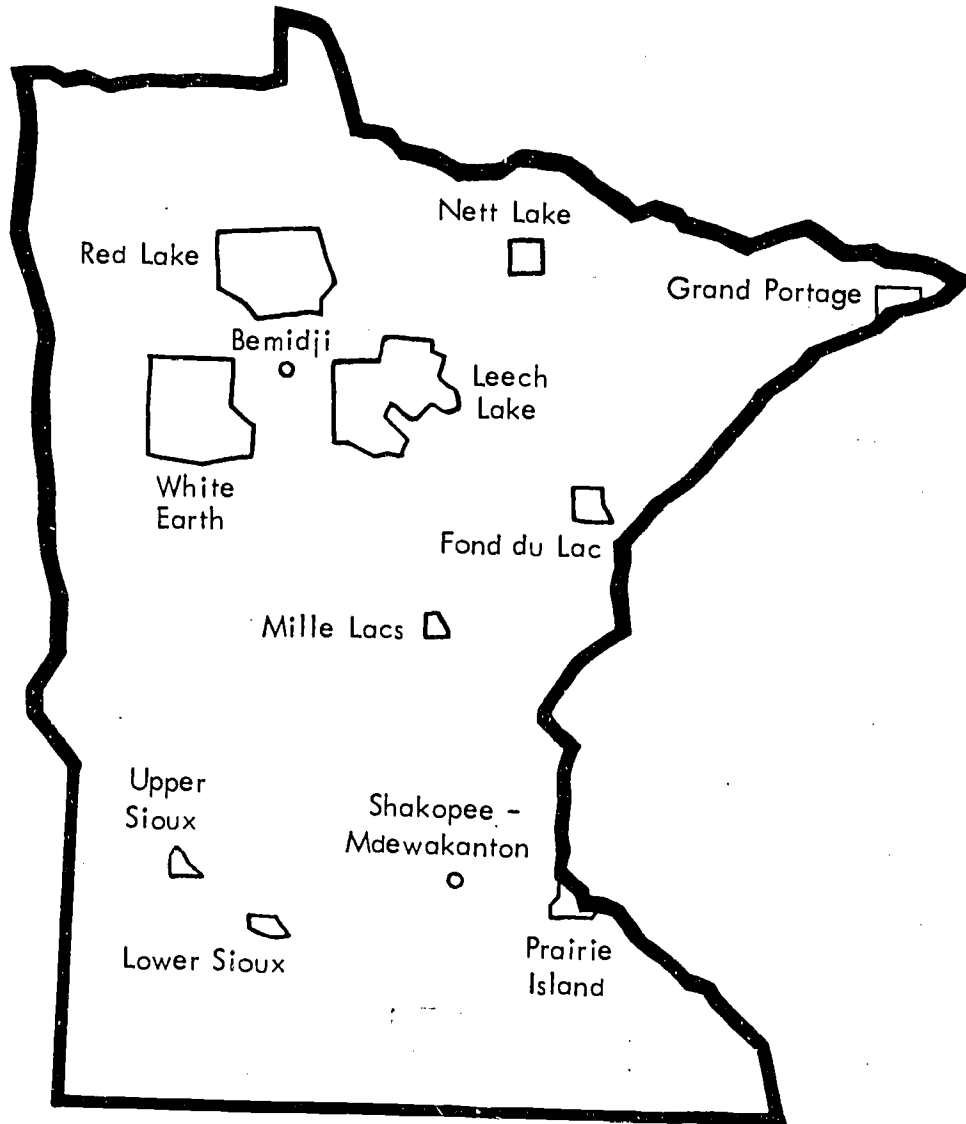 Nett Lake
Red Lake
Grand Portage
Bemidji
Leech
Lake
White
Earth
Fond du Lac
Mille Lacs
Upper
Sioux
Shakopee -
Mdewakanton
Lower Sioux
Prairie
Island